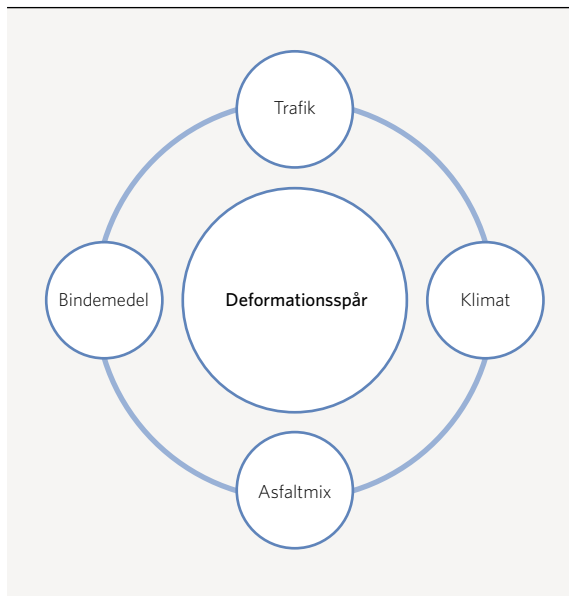 Trafik
Bindemedel
Deformationsspår
Klimat
Asfaltmix